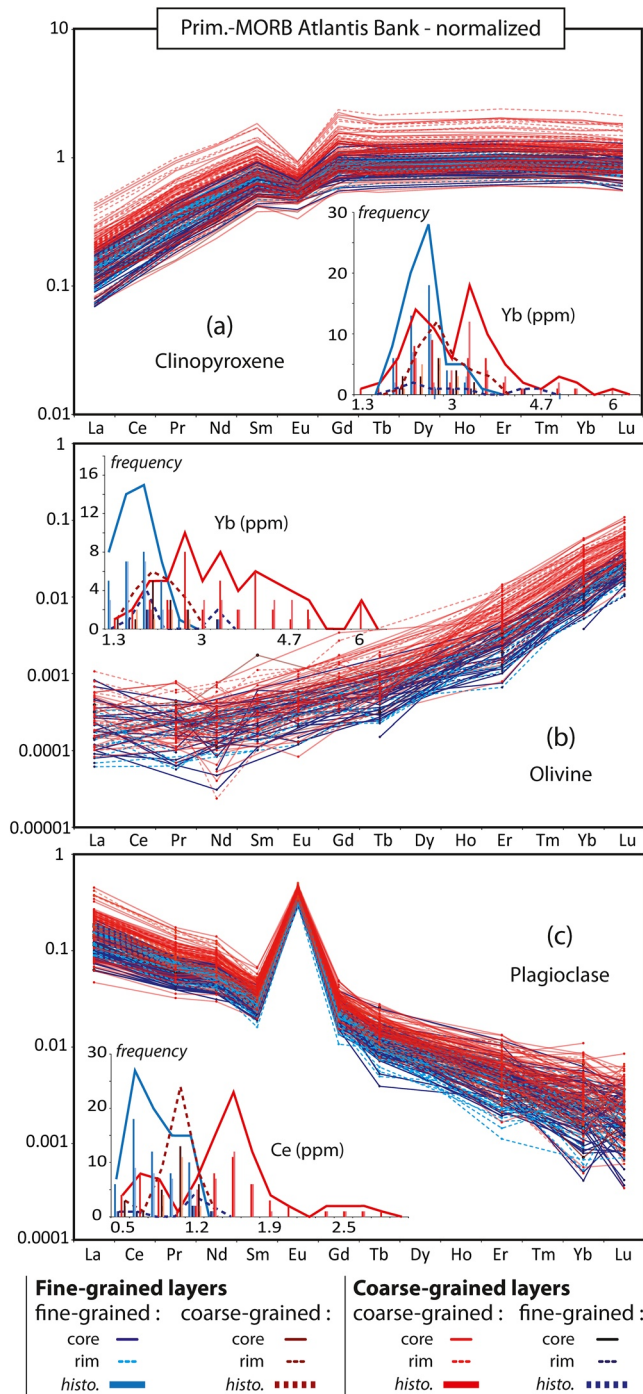 Prim.-MORB Atlantis Bank - normalized
10
1
0.1
0.01
(a)
Clinopyroxene
30
20
10
0
frequency
Yb (ppm)
1.3 3 4.7 6
La Ce Pr Nd Sm Eu Gd Tb Dy Ho Er Tm Yb Lu
1
0.1
0.01
0.001
0.0001
0.00001
16
12
8
4
0
frequency
Yb (ppm)
1.3 3 4.7 6
(b)
Olivine
La Ce Pr Nd Sm Eu Gd Tb Dy Ho Er Tm Yb Lu
1
0.1
0.01
0.001
0.0001
(c)
Plagioclase
30
20
10
0
frequency
Ce (ppm)
0.5 1.2 1.9 2.5
La Ce Pr Nd Sm Eu Gd Tb Dy Ho Er Tm Yb Lu
Fine-grained layers
fine-grained : coarse-grained :
core core
rim rim
histo. histo.
Coarse-grained layers
coarse-grained : fine-grained :
core core
rim rim
histo. histo.